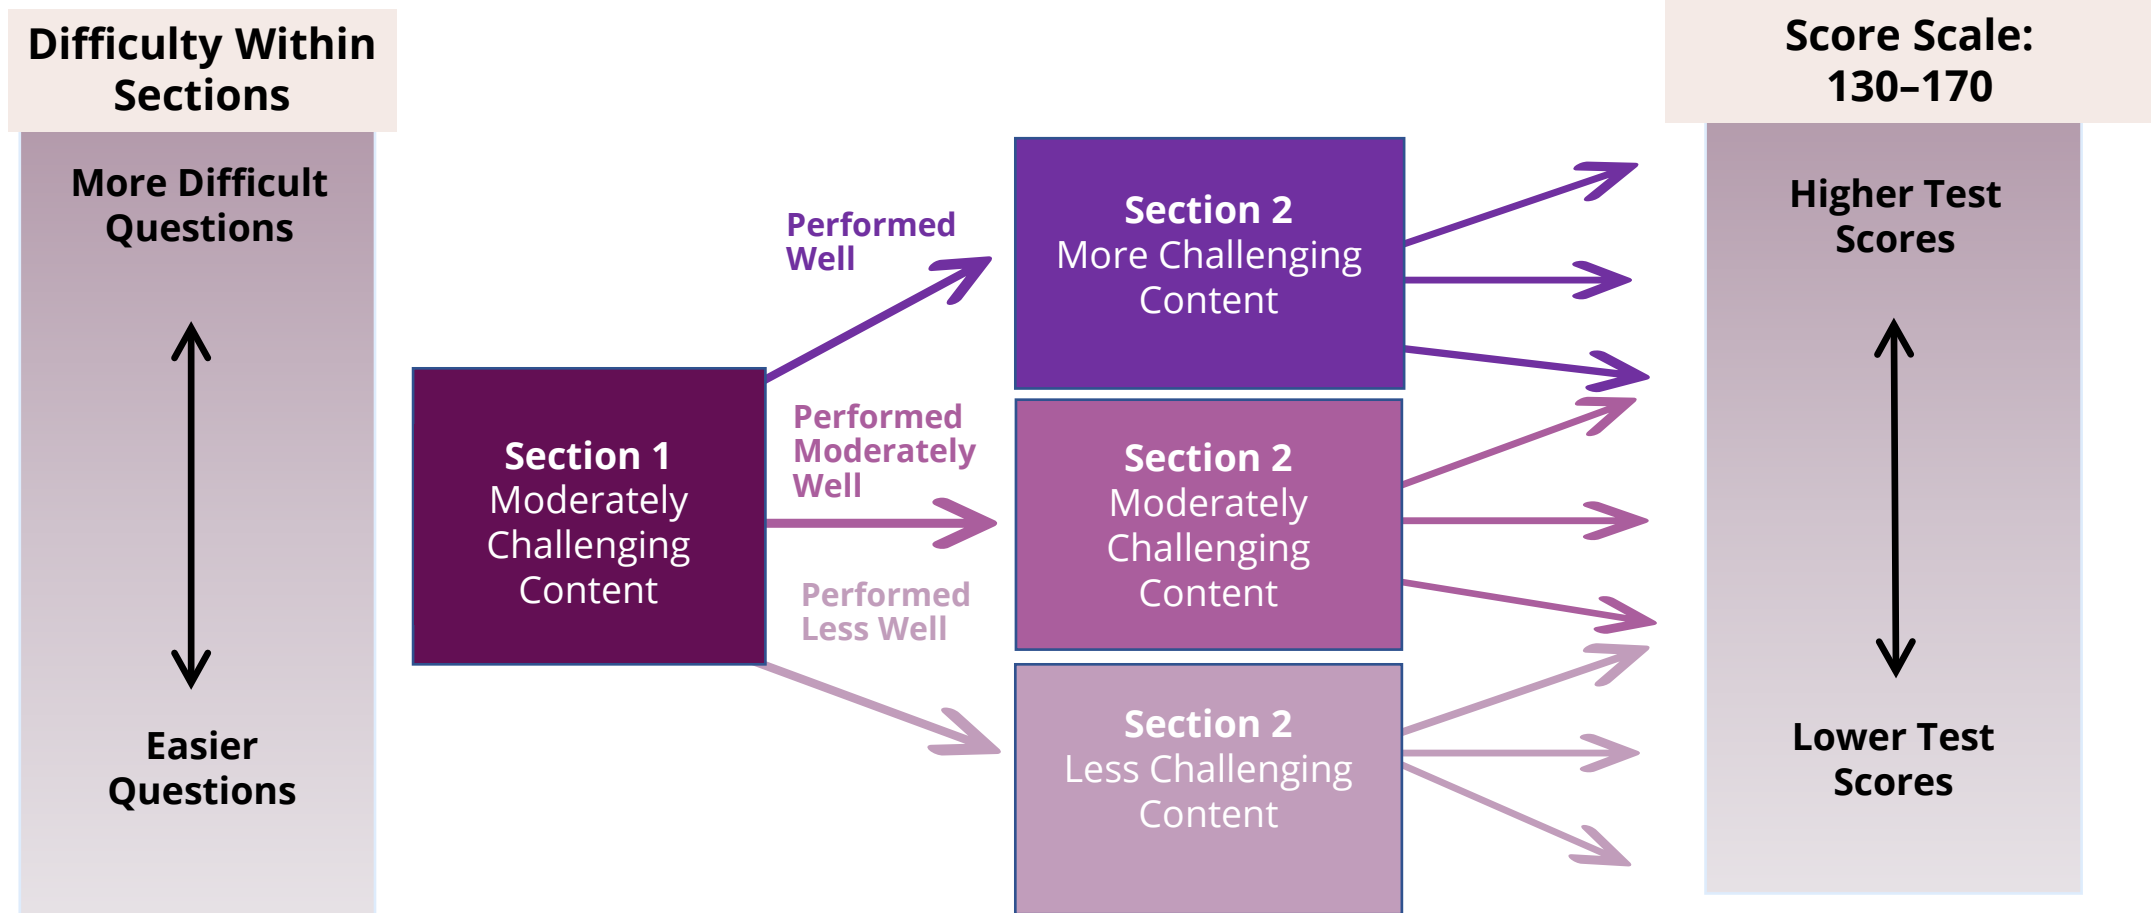 Difficulty Within
Sections
More Difficult
Questions
Easier
Questions
Section 1
Moderately
Challenging
Content
Performed
Well
Performed
Moderately
Well
Performed
Less Well
Section 2
More Challenging
Content
Section 2
Moderately
Challenging
Content
Section 2
Less Challenging
Content
Score Scale:
130–170
Higher Test
Scores
Lower Test
Scores